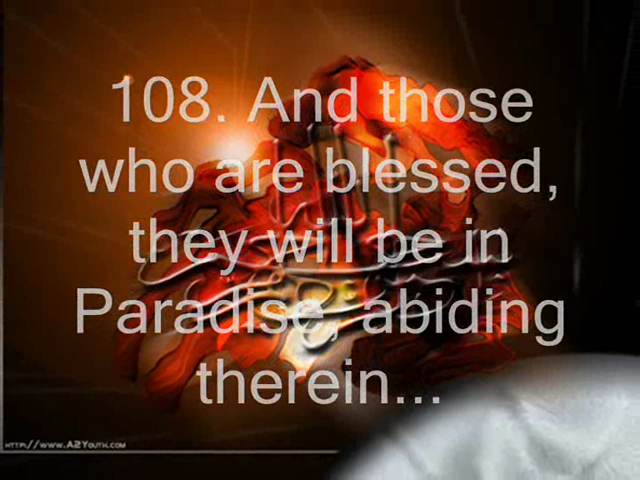 108. And those
who are blessed,
they will be in
Paradise, abiding
therein...
HTTP://WWW.A2YOUTH.COM